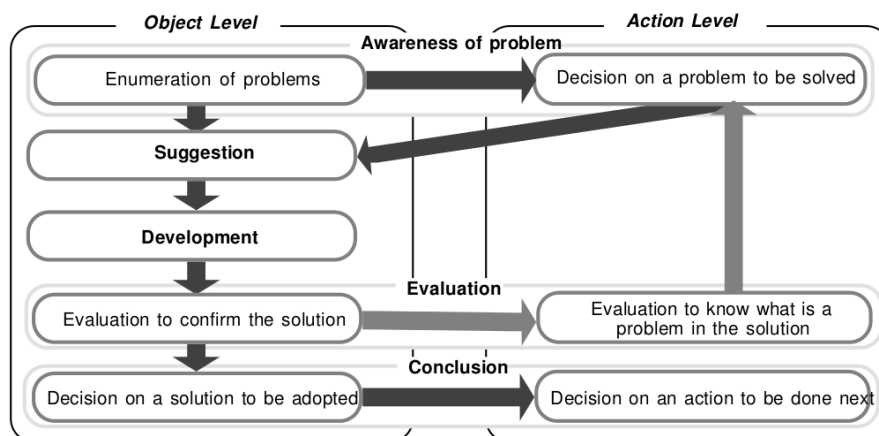 Object Level
Action Level
Awareness of problem
Enumeration of problems
Decision on a problem to be solved
Suggestion
Development
Evaluation
Evaluation to confirm the solution
Evaluation to know what is a
problem in the solution
Conclusion
Decision on a solution to be adopted
Decision on an action to be done next